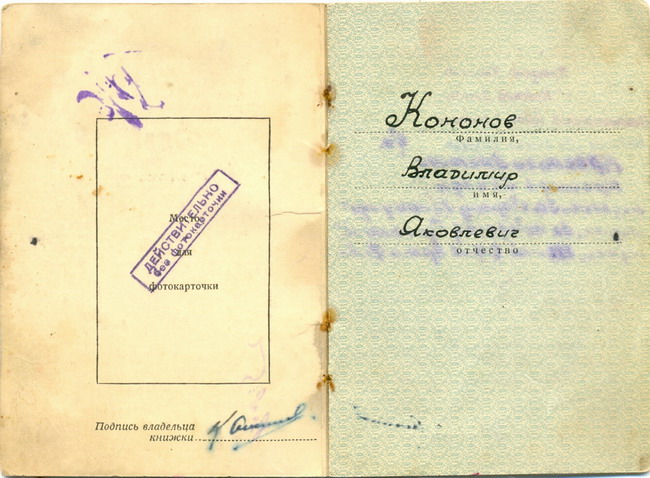 ДЕЙСТВИТЕЛЬНО
без фотокарточки
Место
для
фотокарточки
Подпись владельца
книжки
Кононов
Фамилия,
Владимир
имя,
Яковлевич
отчество